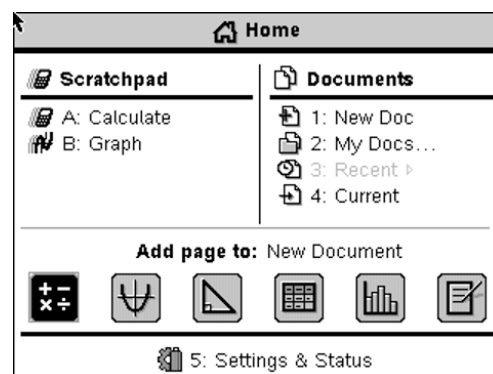 Home
Scratchpad
A: Calculate
B: Graph
Documents
1: New Doc
2: My Docs...
3: Recent ▹
4: Current
Add page to: New Document
5: Settings & Status